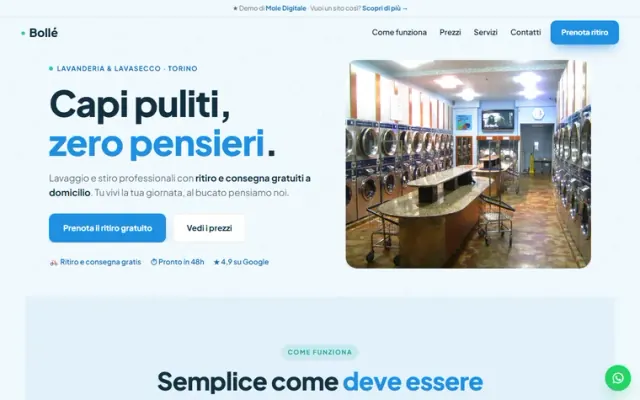 ★ Demo di Mole Digitale · Vuoi un sito così? Scopri di più →
Bollé
Come funziona Prezzi Servizi Contatti Prenota ritiro
LAVANDERIA & LAVASECCO · TORINO
Capi puliti,
zero pensieri.
Lavaggio e stiro professionali con ritiro e consegna gratuiti a
domicilio. Tu vivi la tua giornata, al bucato pensiamo noi.
Prenota il ritiro gratuito Vedi i prezzi
Ritiro e consegna gratis Pronto in 48h ★ 4,9 su Google
COME FUNZIONA
Semplice come deve essere